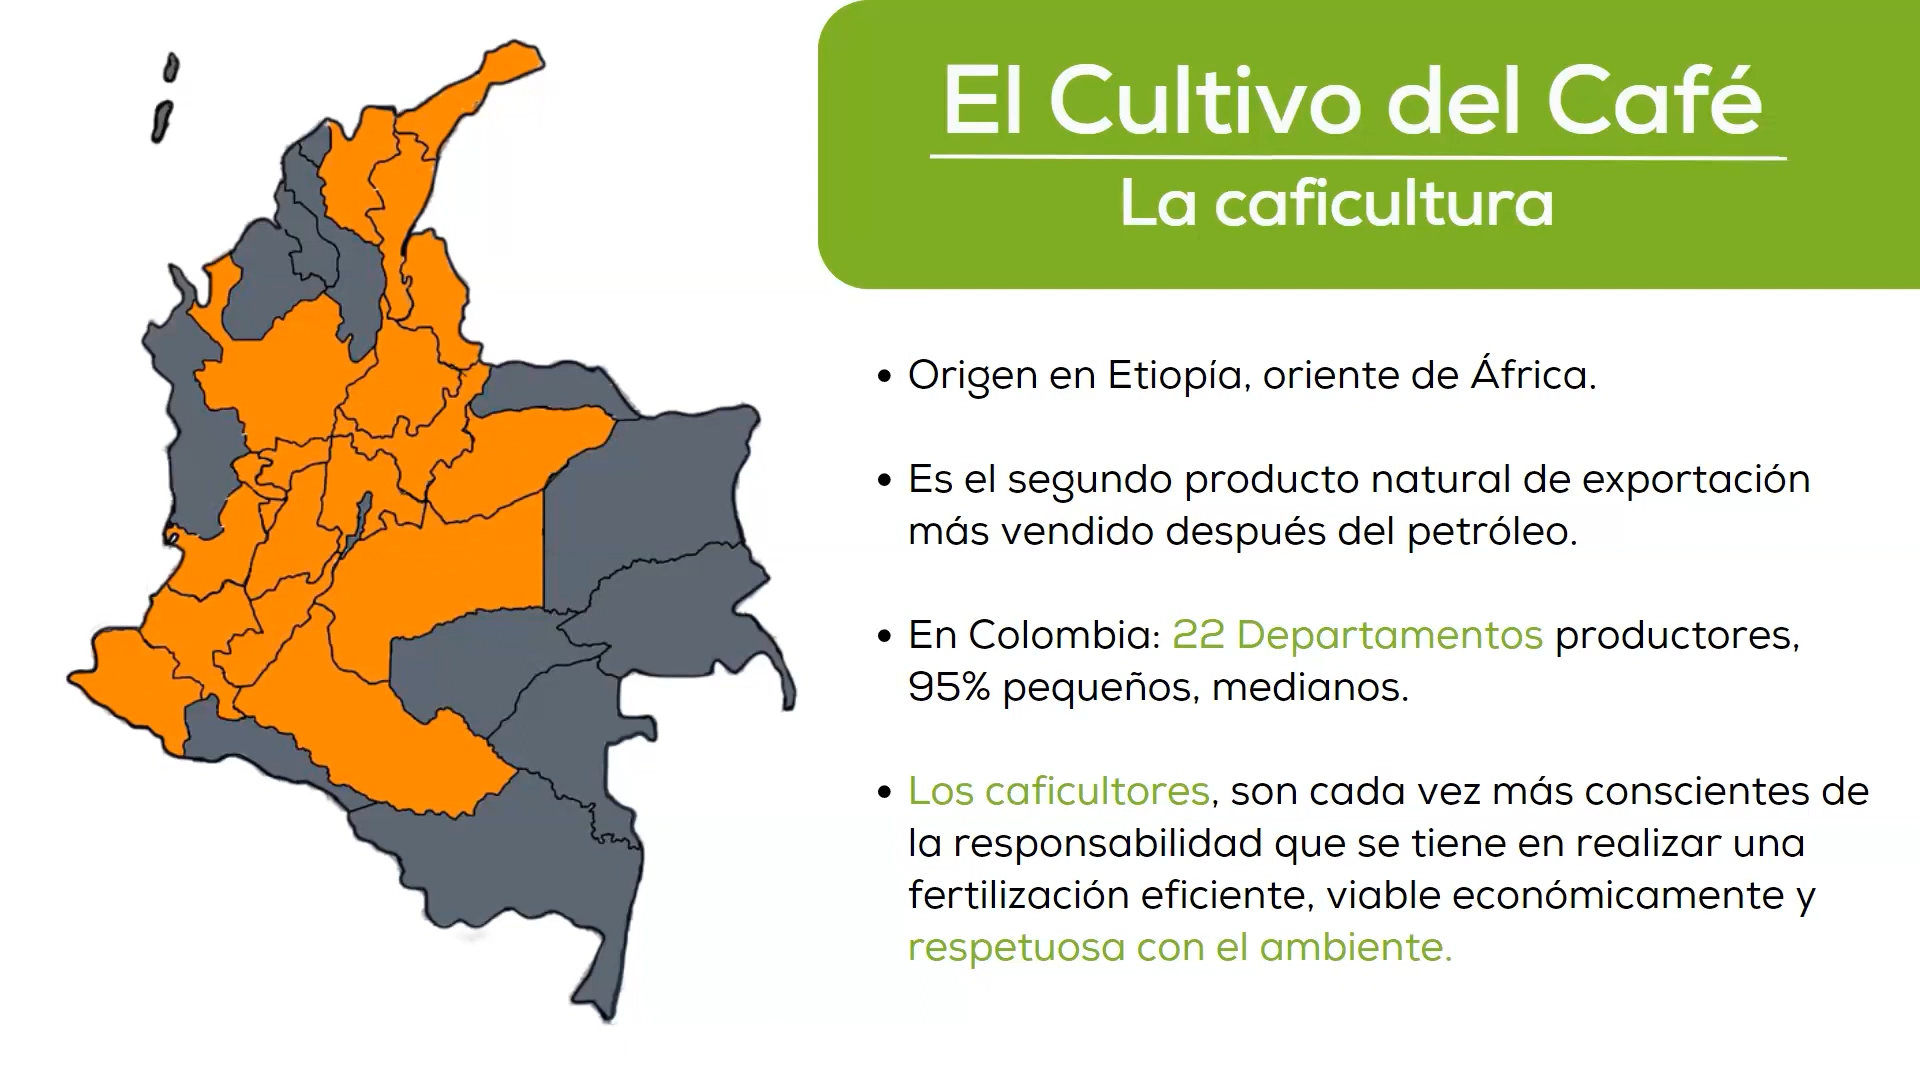 El Cultivo del Café
La caficultura
• Origen en Etiopía, oriente de África.
• Es el segundo producto natural de exportación
más vendido después del petróleo.
• En Colombia: 22 Departamentos productores,
95% pequeños, medianos.
• Los caficultores, son cada vez más conscientes de
la responsabilidad que se tiene en realizar una
fertilización eficiente, viable económicamente y
respetuosa con el ambiente.